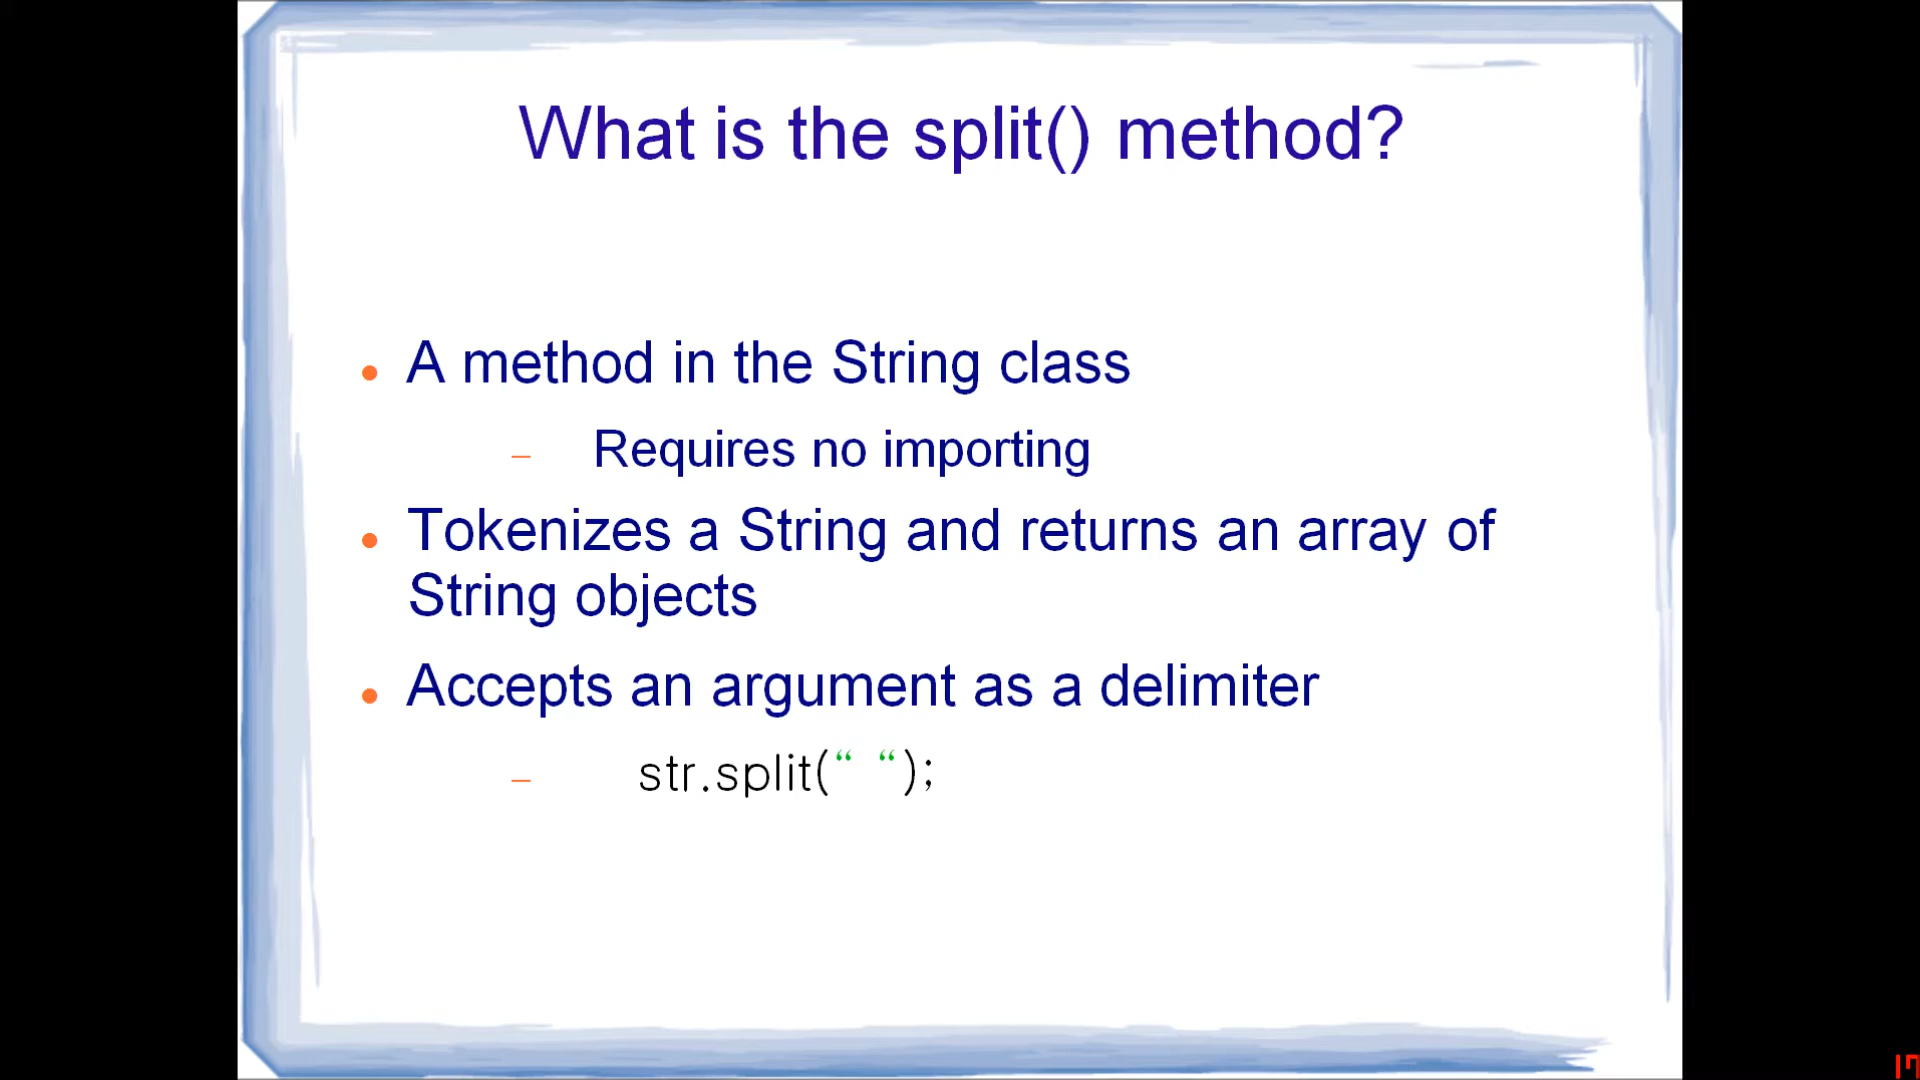 What is the split() method?
• A method in the String class
– Requires no importing
• Tokenizes a String and returns an array of
String objects
• Accepts an argument as a delimiter
– str.split(“ “);